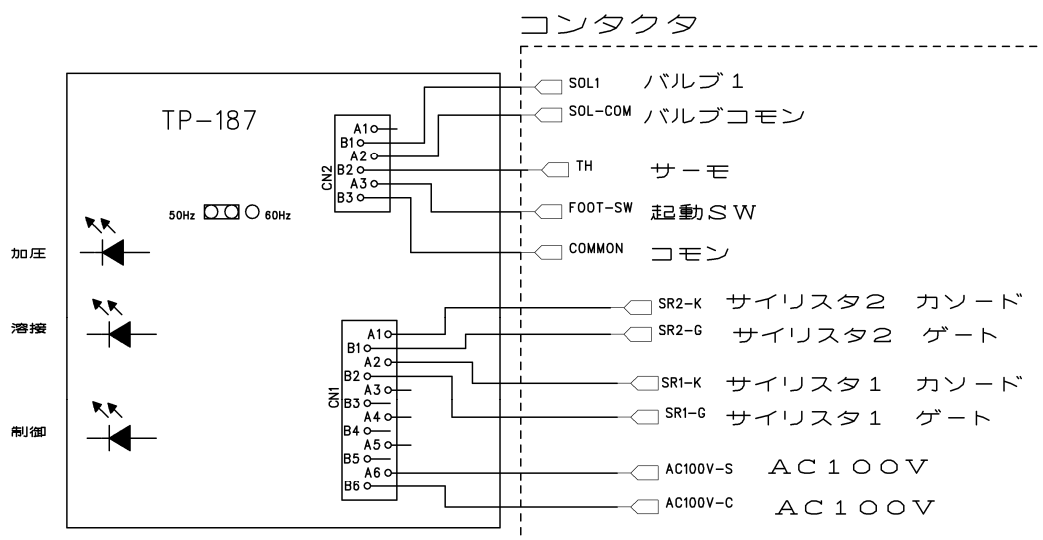 コンタクタ
TP-187
50Hz 60Hz
加圧
溶接
制御
CN2
A1
B1
A2
B2
A3
B3
SOL1 バルブ1
SOL-COM バルブコモン
TH サーモ
FOOT-SW 起動SW
COMMON コモン
CN1
A1
B1
A2
B2
A3
B3
A4
B4
A5
B5
A6
B6
SR2-K サイリスタ2 カソード
SR2-G サイリスタ2 ゲート
SR1-K サイリスタ1 カソード
SR1-G サイリスタ1 ゲート
AC100V-S AC100V
AC100V-C AC100V